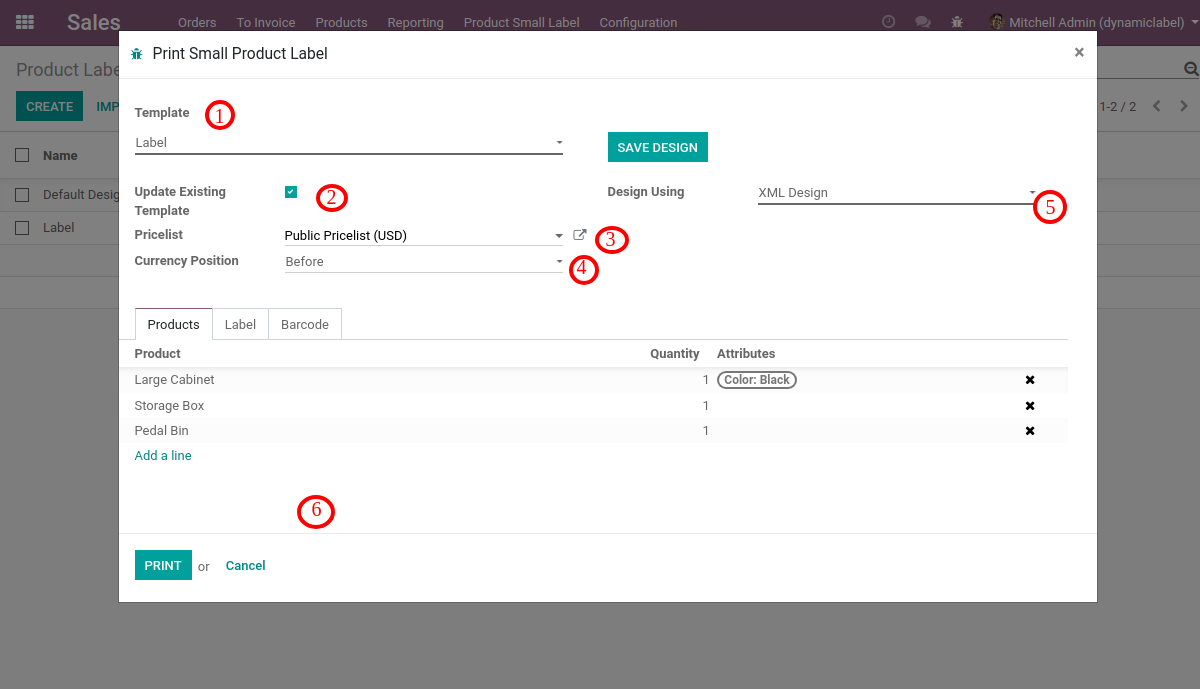 Sales Orders To Invoice Products Reporting Product Small Label Configuration Mitchell Admin (dynamiclabel)
Print Small Product Label ×
Product Labe
CREATE IMP 1-2 / 2
Template 1
Label SAVE DESIGN
Name
Default Desig
Label
Update Existing Template 2 Design Using XML Design 5
Pricelist Public Pricelist (USD) 3
Currency Position Before 4
Products Label Barcode
Product Quantity Attributes
Large Cabinet 1 Color: Black
Storage Box 1
Pedal Bin 1
Add a line
6
PRINT or Cancel